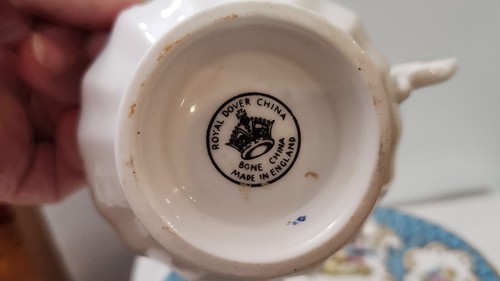 ROYAL DOVER CHINA
BONE CHINA
MADE IN ENGLAND